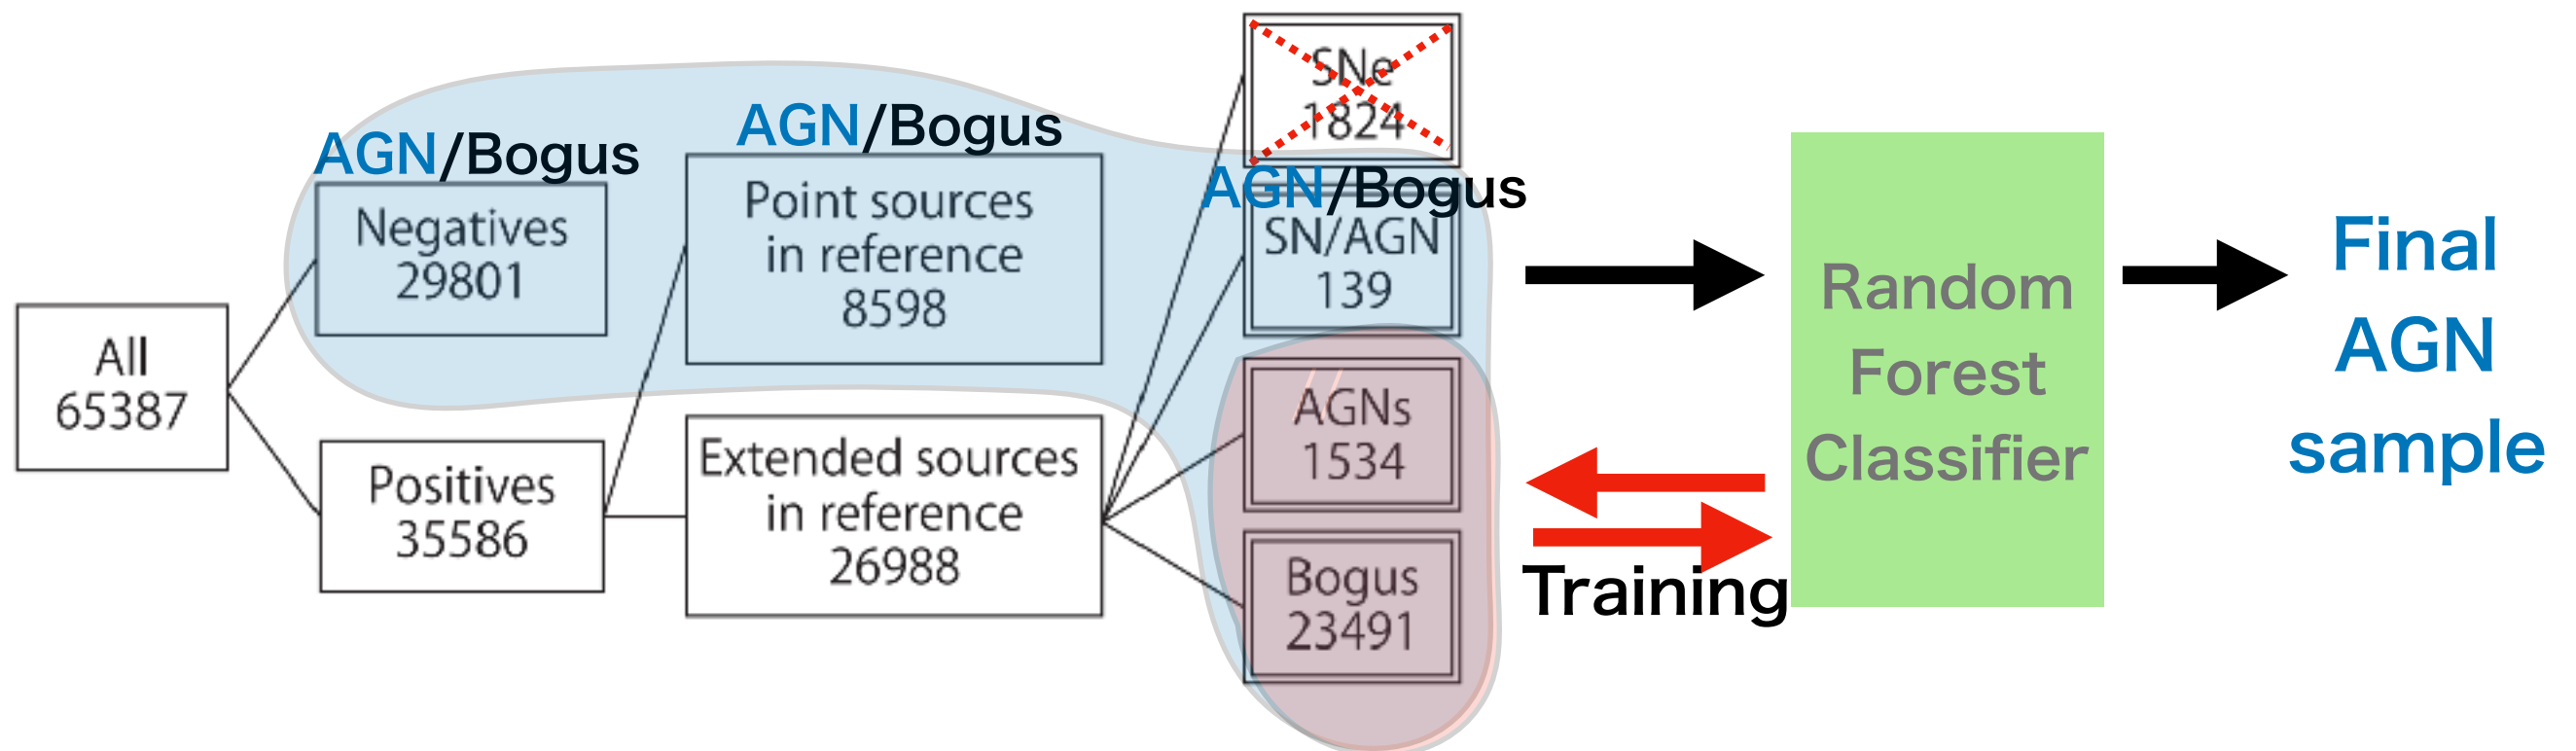 All
65387
AGN/Bogus
Negatives
29801
Positives
35586
AGN/Bogus
Point sources
in reference
8598
Extended sources
in reference
26988
SNe
1824
AGN/Bogus
SN/AGN
139
AGNs
1534
Bogus
23491
Training
Random
Forest
Classifier
Final
AGN
sample